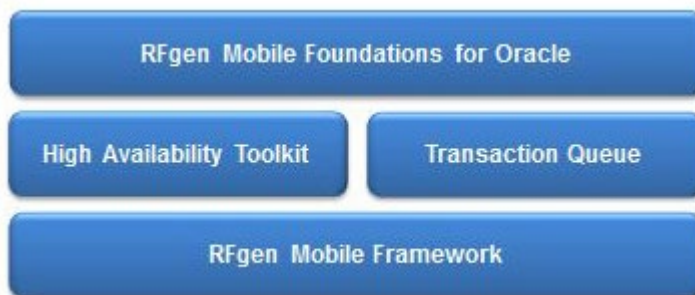 RFgen Mobile Foundations for Oracle
High Availability Toolkit
Transaction Queue
RFgen Mobile Framework